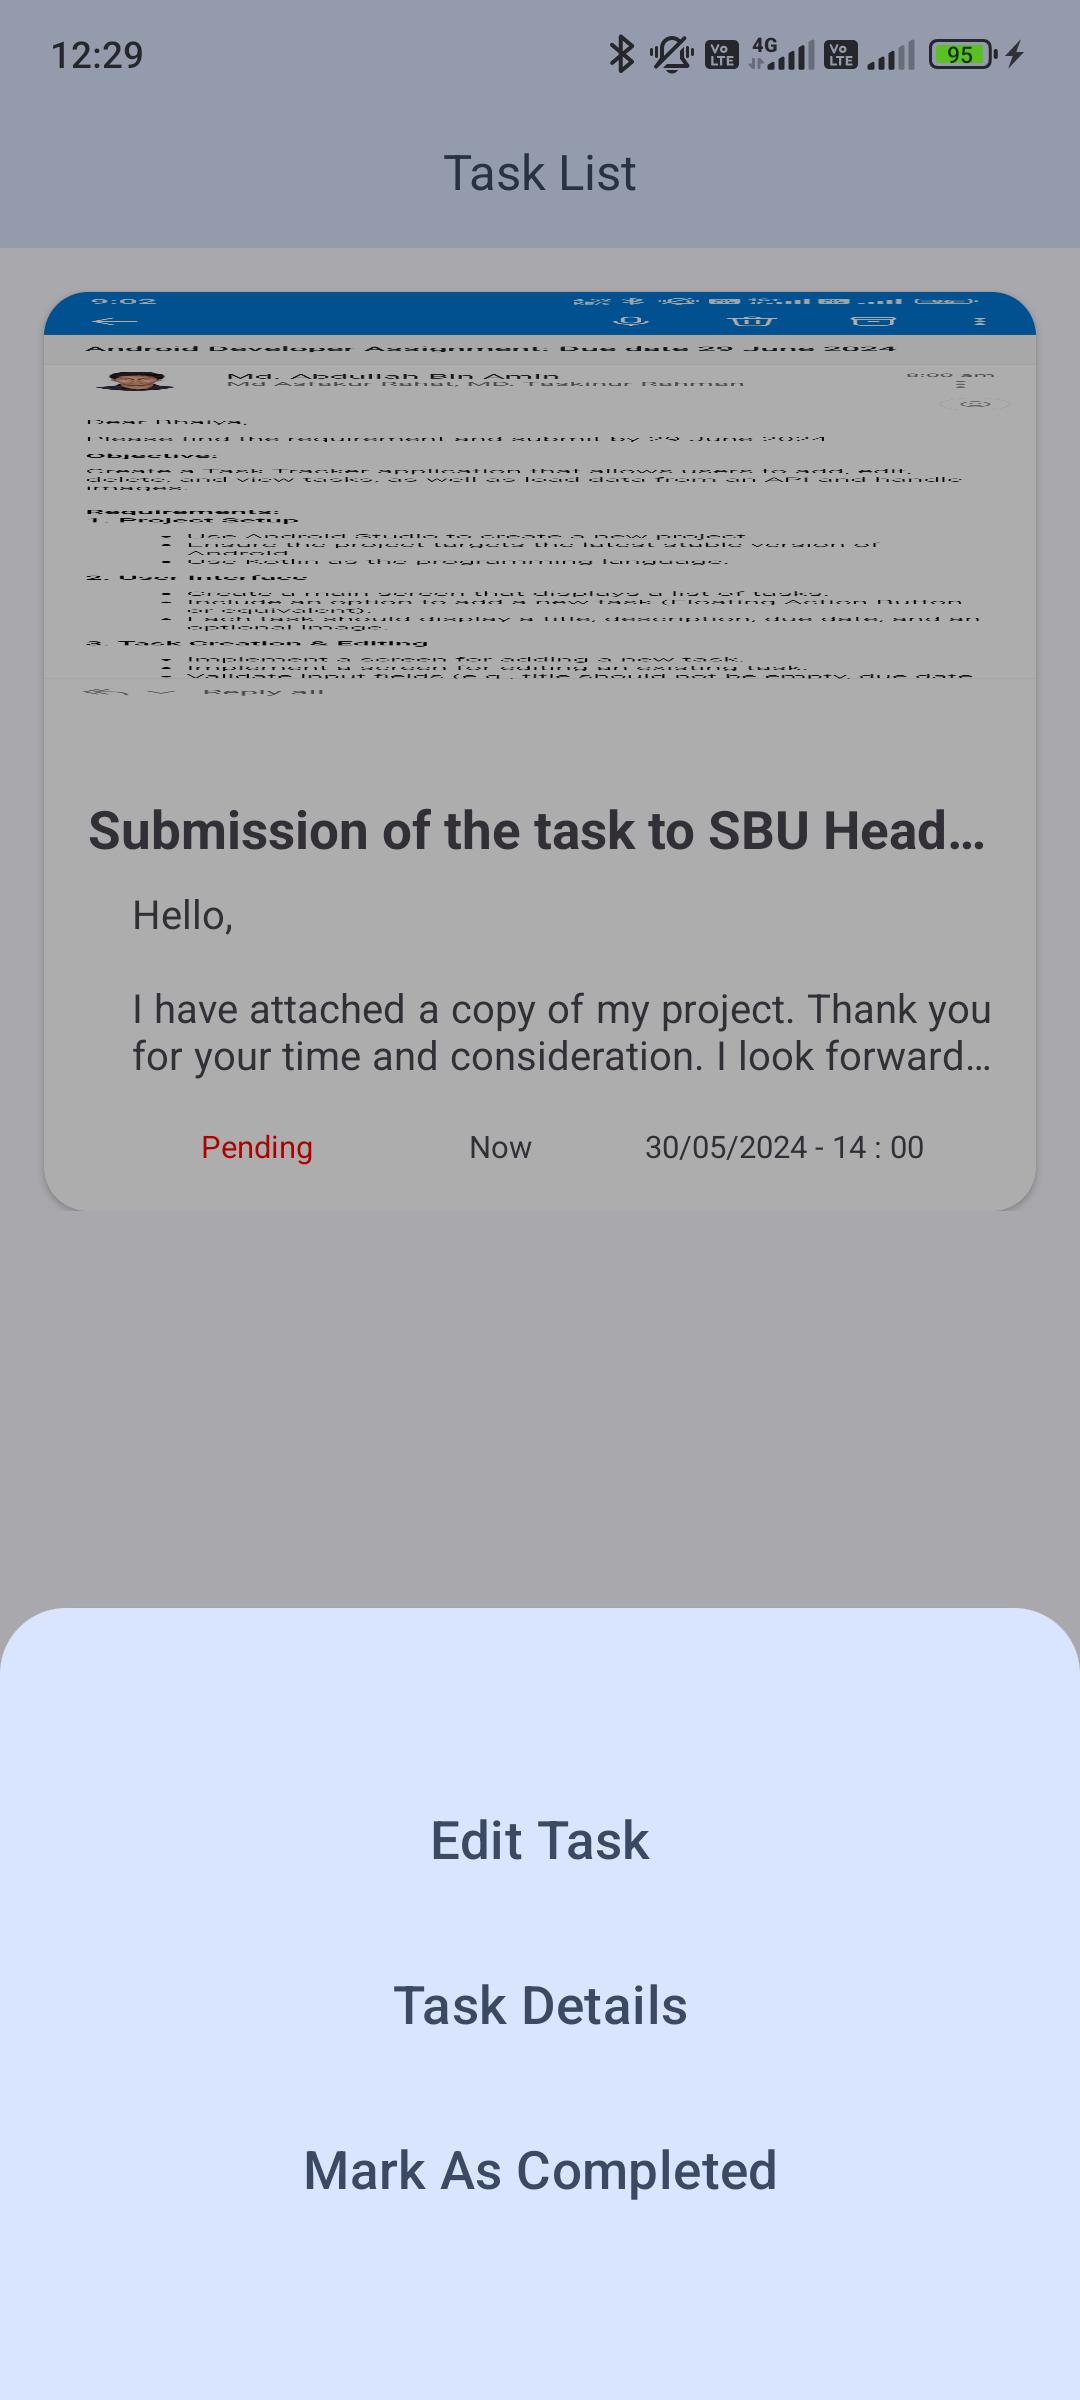 12:29
Vo LTE 4G Vo LTE 95
Task List
9:02
Android Developer Assignment: Due date 29 June 2024
Md. Abdullah Bin Amin
Md Asfakur Rahat, MD. Taskinur Rahman
Dear Bhaiya,
Please find the requirement and submit by 29 June 2024
Objective:
Create a Task Tracker application that allows users to add, edit,
delete, and view tasks, as well as load data from an API and handle
images.
Requirements:
1. Project Setup
• Use Android Studio to create a new project
• Ensure the project targets the latest stable version of
Android.
• Use Kotlin as the programming language.
2. User Interface
• Create a main screen that displays a list of tasks.
• Include an option to add a new task (Floating Action Button
or equivalent).
• Each task should display a title, description, due date, and an
optional image.
3. Task Creation & Editing
• Implement a screen for adding a new task.
• Implement a screen for editing an existing task.
• Validate input fields (e.g., title should not be empty, due date
Reply all
Submission of the task to SBU Head...
Hello,
I have attached a copy of my project. Thank you
for your time and consideration. I look forward...
Pending Now 30/05/2024 - 14 : 00
Edit Task
Task Details
Mark As Completed